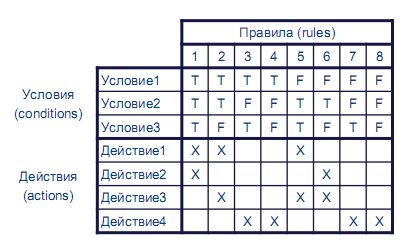 Правила (rules)
1 2 3 4 5 6 7 8
Условия
(conditions)
Условие1 T T T T F F F F
Условие2 T T F F T T F F
Условие3 T F T F T F T F
Действия
(actions)
Действие1 X X X
Действие2 X X
Действие3 X X X
Действие4 X X X X